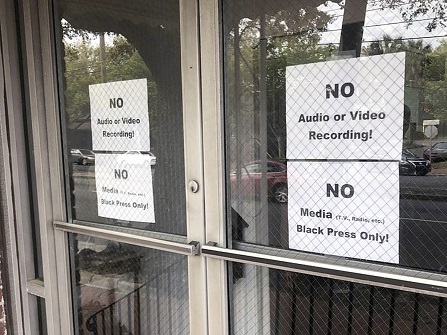 NO
Audio or Video
Recording!
NO
Media (T.V., Radio, etc.)
Black Press Only!
NO
Audio or Video
Recording!
NO
Media (T.V., Radio, etc.)
Black Press Only!